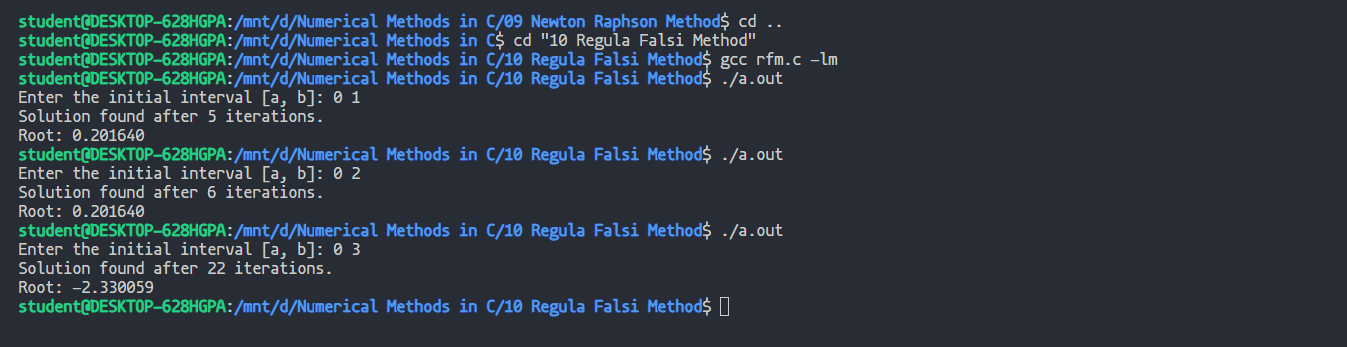 student@DESKTOP-628HGPA:/mnt/d/Numerical Methods in C/09 Newton Raphson Method$ cd ..
student@DESKTOP-628HGPA:/mnt/d/Numerical Methods in C$ cd "10 Regula Falsi Method"
student@DESKTOP-628HGPA:/mnt/d/Numerical Methods in C/10 Regula Falsi Method$ gcc rfm.c -lm
student@DESKTOP-628HGPA:/mnt/d/Numerical Methods in C/10 Regula Falsi Method$ ./a.out
Enter the initial interval [a, b]: 0 1
Solution found after 5 iterations.
Root: 0.201640
student@DESKTOP-628HGPA:/mnt/d/Numerical Methods in C/10 Regula Falsi Method$ ./a.out
Enter the initial interval [a, b]: 0 2
Solution found after 6 iterations.
Root: 0.201640
student@DESKTOP-628HGPA:/mnt/d/Numerical Methods in C/10 Regula Falsi Method$ ./a.out
Enter the initial interval [a, b]: 0 3
Solution found after 22 iterations.
Root: -2.330059
student@DESKTOP-628HGPA:/mnt/d/Numerical Methods in C/10 Regula Falsi Method$